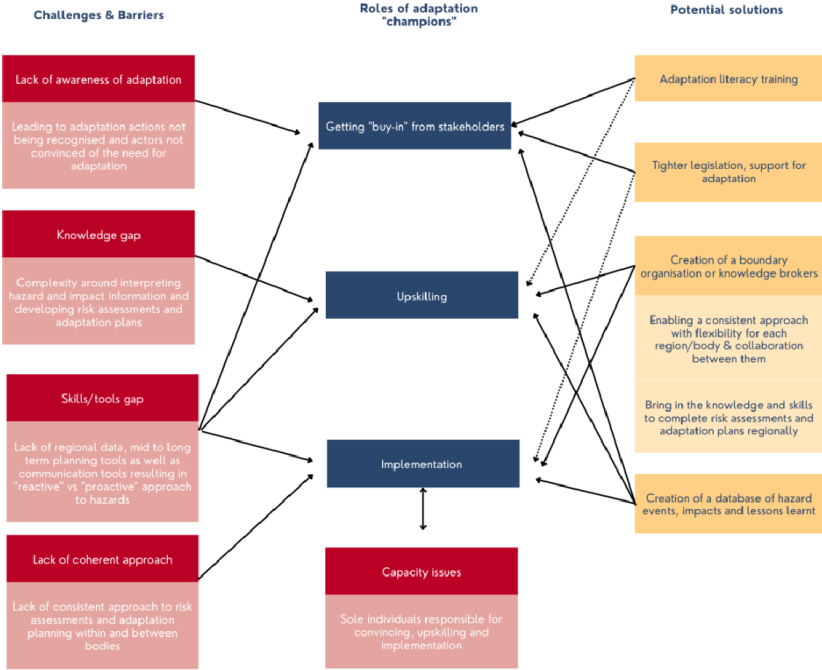 Challenges & Barriers
Roles of adaptation
"champions"
Potential solutions
Lack of awareness of adaptation
Leading to adaptation actions not
being recognised and actors not
convinced of the need for
adaptation
Knowledge gap
Complexity around interpreting
hazard and impact information and
developing risk assessments and
adaptation plans
Skills/tools gap
Lack of regional data, mid to long
term planning tools as well as
communication tools resulting in
"reactive" vs "proactive" approach
to hazards
Lack of coherent approach
Lack of consistent approach to risk
assessments and adaptation
planning within and between
bodies
Getting "buy-in" from stakeholders
Upskilling
Implementation
Capacity issues
Sole individuals responsible for
convincing, upskilling and
implementation
Adaptation literacy training
Tighter legislation, support for
adaptation
Creation of a boundary
organisation or knowledge brokers
Enabling a consistent approach
with flexibility for each
region/body & collaboration
between them
Bring in the knowledge and skills
to complete risk assessments and
adaptation plans regionally
Creation of a database of hazard
events, impacts and lessons learnt